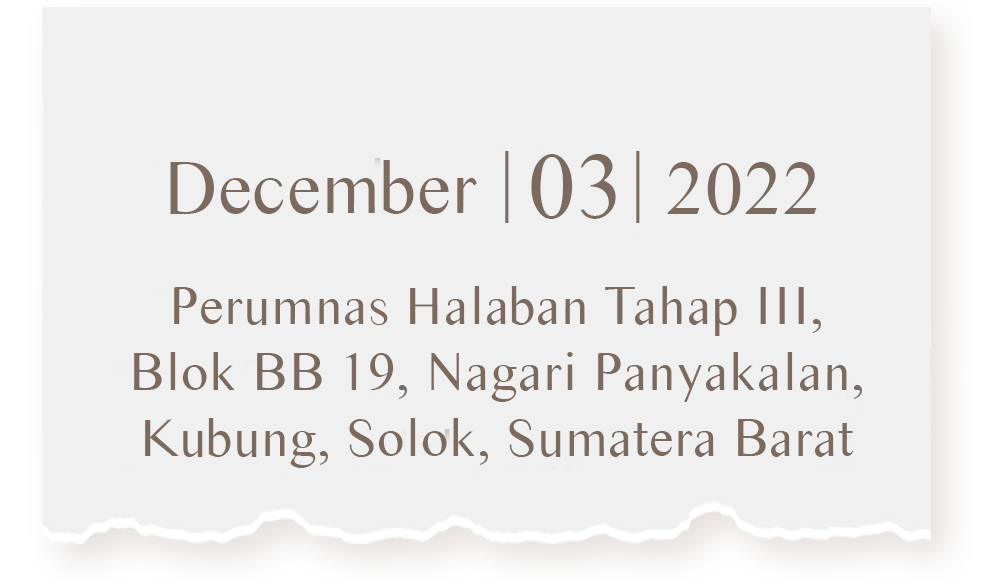 December |03| 2022
Perumnas Halaban Tahap III,
Blok BB 19, Nagari Panyakalan,
Kubung, Solok, Sumatera Barat